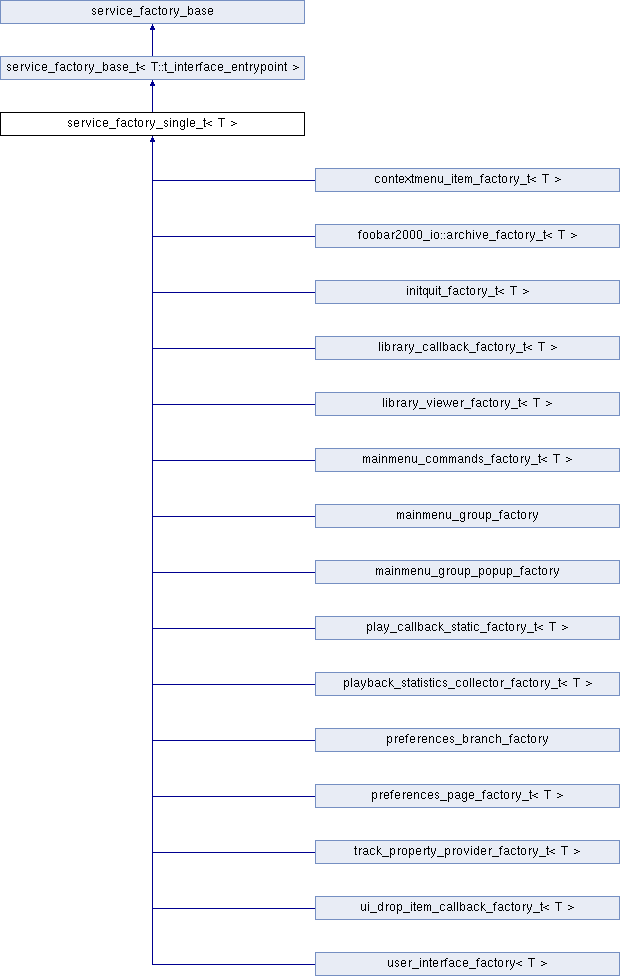 service_factory_base
service_factory_base_t< T::t_interface_entrypoint >
service_factory_single_t< T >
contextmenu_item_factory_t< T >
foobar2000_io::archive_factory_t< T >
initquit_factory_t< T >
library_callback_factory_t< T >
library_viewer_factory_t< T >
mainmenu_commands_factory_t< T >
mainmenu_group_factory
mainmenu_group_popup_factory
play_callback_static_factory_t< T >
playback_statistics_collector_factory_t< T >
preferences_branch_factory
preferences_page_factory_t< T >
track_property_provider_factory_t< T >
ui_drop_item_callback_factory_t< T >
user_interface_factory< T >